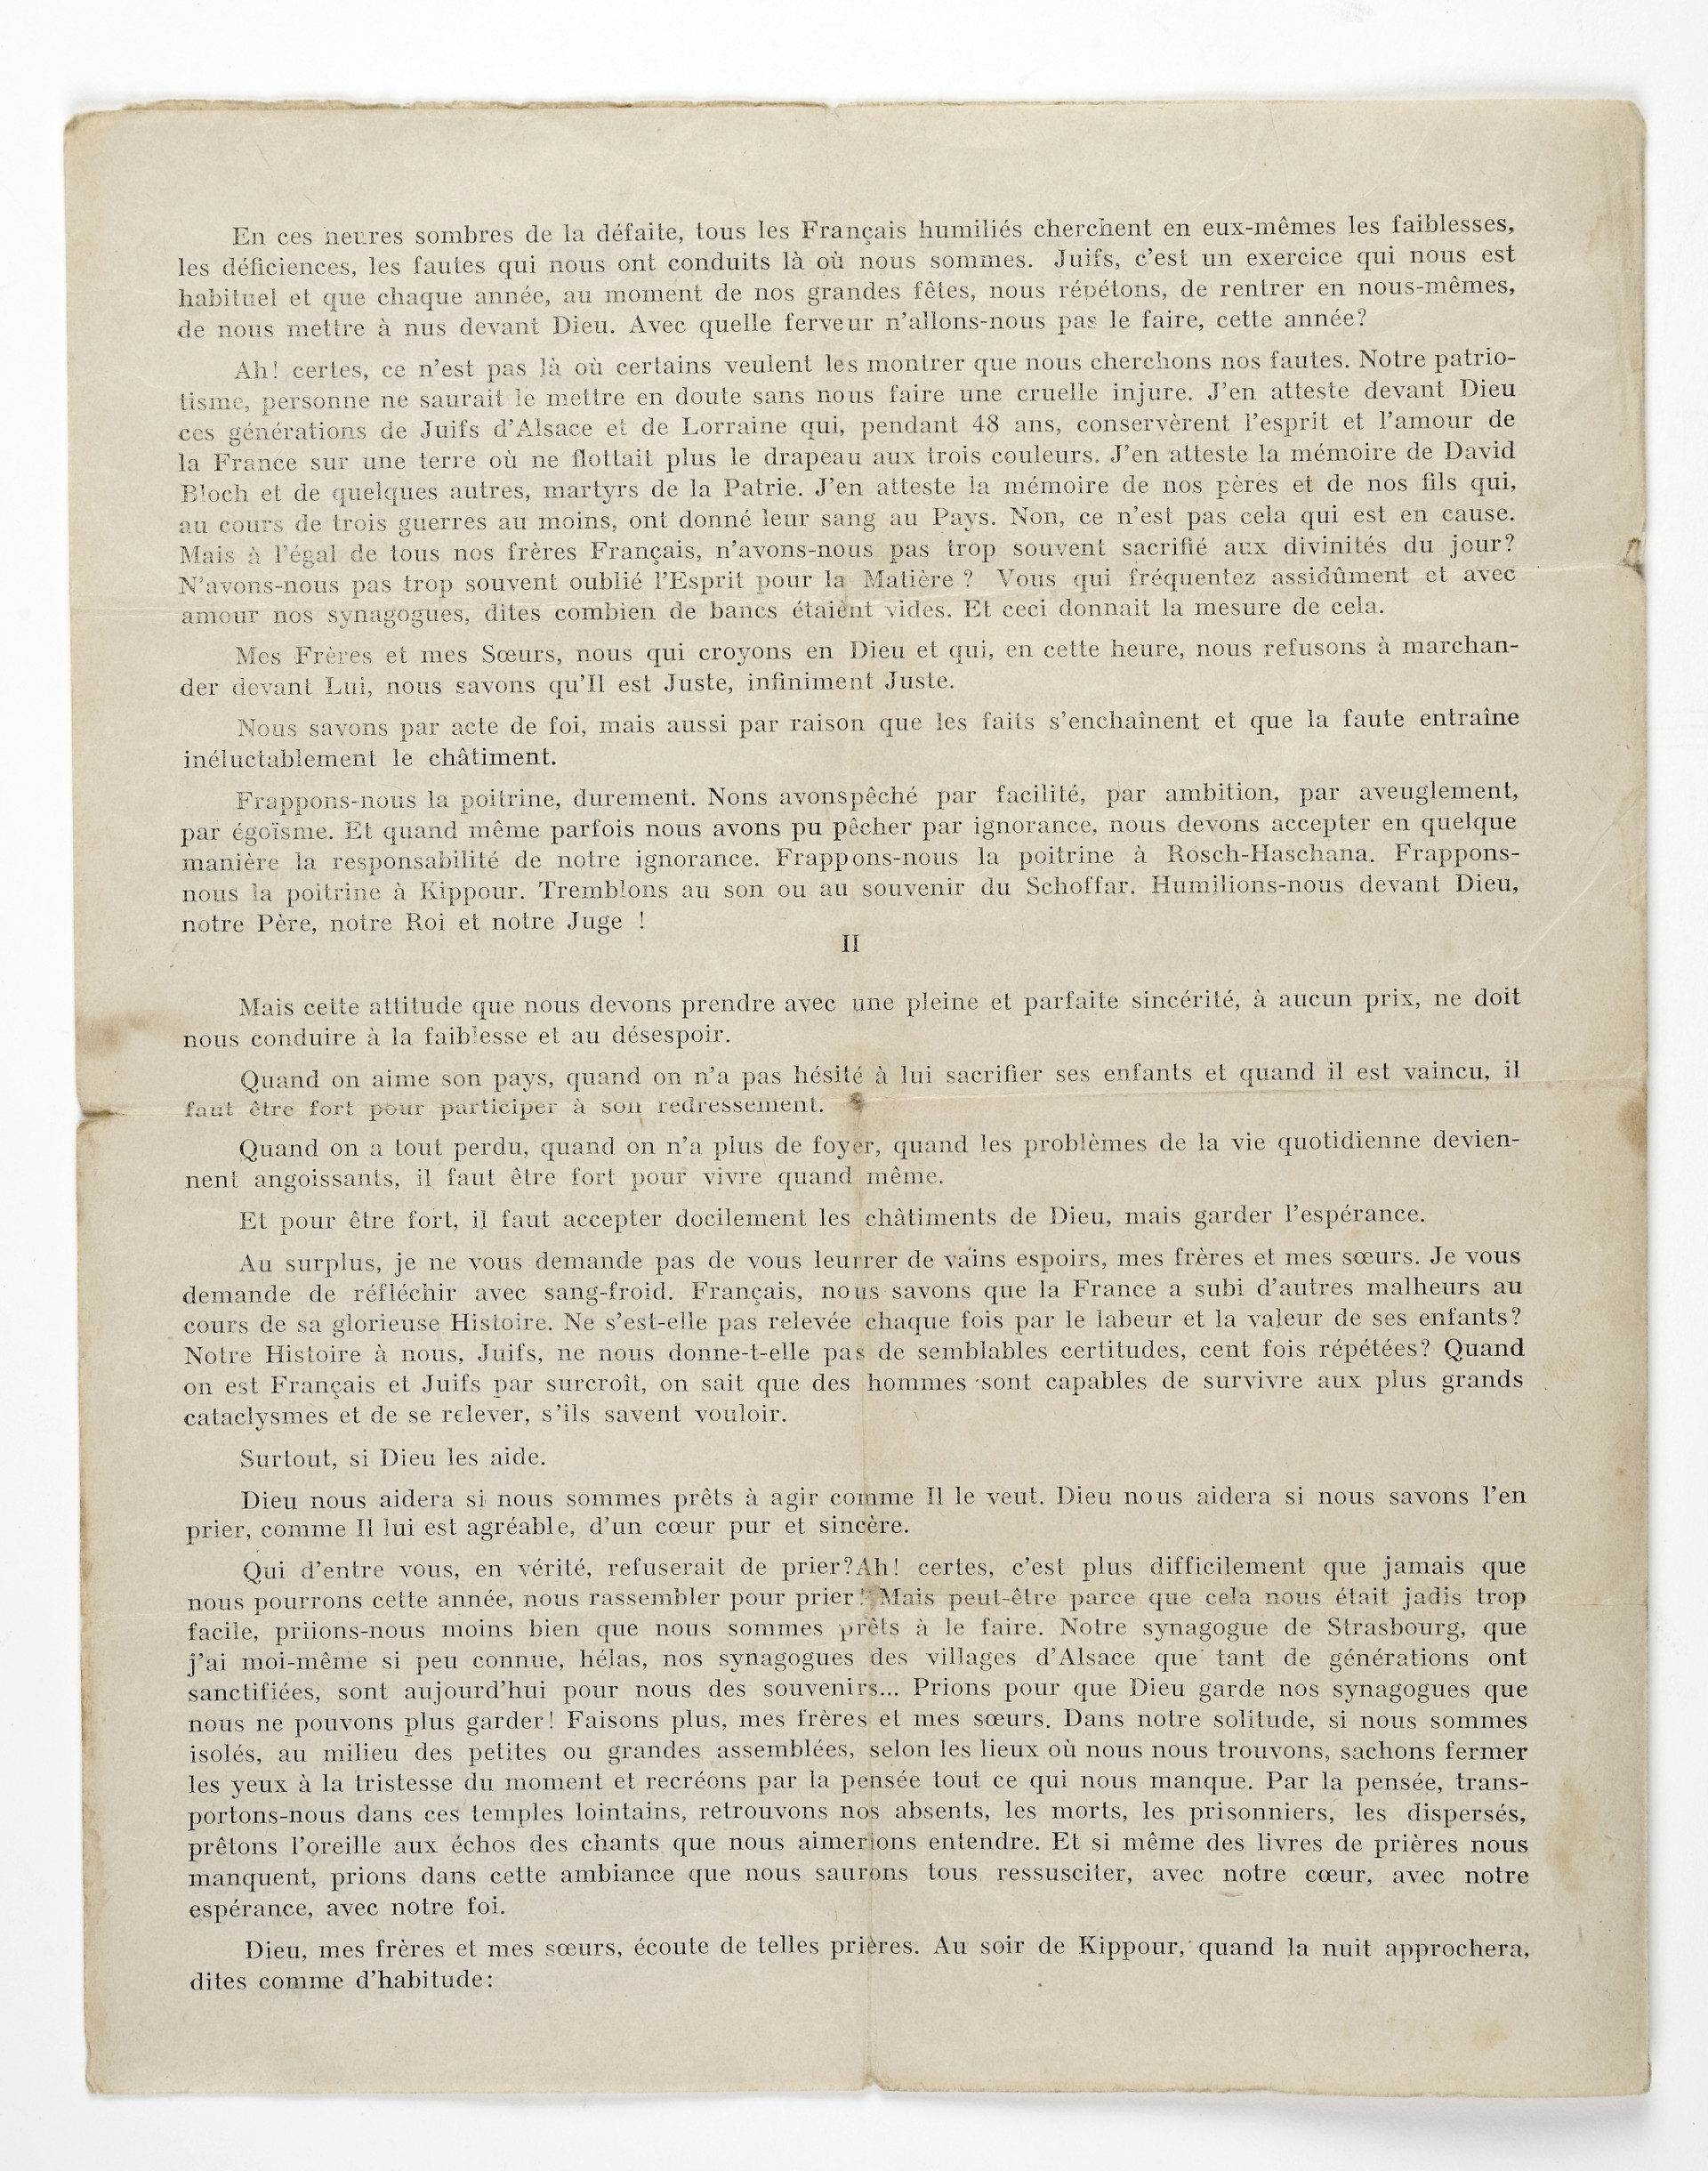 En ces heures sombres de la défaite, tous les Français humiliés cherchent en eux-mêmes les faiblesses,
les déficiences, les fautes qui nous ont conduits là où nous sommes. Juifs, c'est un exercice qui nous est
habituel et que chaque année, au moment de nos grandes fêtes, nous répétons, de rentrer en nous-mêmes,
de nous mettre à nus devant Dieu. Avec quelle ferveur n'allons-nous pas le faire, cette année?
Ah! certes, ce n'est pas là où certains veulent les montrer que nous cherchons nos fautes. Notre patrio-
tisme, personne ne saurait le mettre en doute sans nous faire une cruelle injure. J'en atteste devant Dieu
ces générations de Juifs d'Alsace et de Lorraine qui, pendant 48 ans, conservèrent l'esprit et l'amour de
la France sur une terre où ne flottait plus le drapeau aux trois couleurs. J'en atteste la mémoire de David
Bloch et de quelques autres, martyrs de la Patrie. J'en atteste la mémoire de nos pères et de nos fils qui,
au cours de trois guerres au moins, ont donné leur sang au Pays. Non, ce n'est pas cela qui est en cause.
Mais à l'égal de tous nos frères Français, n'avons-nous pas trop souvent sacrifié aux divinités du jour?
N'avons-nous pas trop souvent oublié l'Esprit pour la Matière ? Vous qui fréquentez assidûment et avec
amour nos synagogues, dites combien de bancs étaient vides. Et ceci donnait la mesure de cela.
Mes Frères et mes Sœurs, nous qui croyons en Dieu et qui, en cette heure, nous refusons à marchan-
der devant Lui, nous savons qu'Il est Juste, infiniment Juste.
Nous savons par acte de foi, mais aussi par raison que les faits s'enchaînent et que la faute entraîne
inéluctablement le châtiment.
Frappons-nous la poitrine, durement. Nons avonspêché par facilité, par ambition, par aveuglement,
par égoïsme. Et quand même parfois nous avons pu pêcher par ignorance, nous devons accepter en quelque
manière la responsabilité de notre ignorance. Frappons-nous la poitrine à Rosch-Haschana. Frappons-
nous la poitrine à Kippour. Tremblons au son ou au souvenir du Schoffar. Humilions-nous devant Dieu,
notre Père, notre Roi et notre Juge !
II
Mais cette attitude que nous devons prendre avec une pleine et parfaite sincérité, à aucun prix, ne doit
nous conduire à la faiblesse et au désespoir.
Quand on aime son pays, quand on n'a pas hésité à lui sacrifier ses enfants et quand il est vaincu, il
faut être fort pour participer à son redressement.
Quand on a tout perdu, quand on n'a plus de foyer, quand les problèmes de la vie quotidienne devien-
nent angoissants, il faut être fort pour vivre quand même.
Et pour être fort, il faut accepter docilement les châtiments de Dieu, mais garder l'espérance.
Au surplus, je ne vous demande pas de vous leurrer de vains espoirs, mes frères et mes sœurs. Je vous
demande de réfléchir avec sang-froid. Français, nous savons que la France a subi d'autres malheurs au
cours de sa glorieuse Histoire. Ne s'est-elle pas relevée chaque fois par le labeur et la valeur de ses enfants?
Notre Histoire à nous, Juifs, ne nous donne-t-elle pas de semblables certitudes, cent fois répétées? Quand
on est Français et Juifs par surcroît, on sait que des hommes sont capables de survivre aux plus grands
cataclysmes et de se relever, s'ils savent vouloir.
Surtout, si Dieu les aide.
Dieu nous aidera si nous sommes prêts à agir comme Il le veut. Dieu nous aidera si nous savons l'en
prier, comme Il lui est agréable, d'un cœur pur et sincère.
Qui d'entre vous, en vérité, refuserait de prier?Ah! certes, c'est plus difficilement que jamais que
nous pourrons cette année, nous rassembler pour prier! Mais peut-être parce que cela nous était jadis trop
facile, priions-nous moins bien que nous sommes prêts à le faire. Notre synagogue de Strasbourg, que
j'ai moi-même si peu connue, hélas, nos synagogues des villages d'Alsace que tant de générations ont
sanctifiées, sont aujourd'hui pour nous des souvenirs... Prions pour que Dieu garde nos synagogues que
nous ne pouvons plus garder! Faisons plus, mes frères et mes sœurs. Dans notre solitude, si nous sommes
isolés, au milieu des petites ou grandes assemblées, selon les lieux où nous nous trouvons, sachons fermer
les yeux à la tristesse du moment et recréons par la pensée tout ce qui nous manque. Par la pensée, trans-
portons-nous dans ces temples lointains, retrouvons nos absents, les morts, les prisonniers, les dispersés,
prêtons l'oreille aux échos des chants que nous aimerions entendre. Et si même des livres de prières nous
manquent, prions dans cette ambiance que nous saurons tous ressusciter, avec notre cœur, avec notre
espérance, avec notre foi.
Dieu, mes frères et mes sœurs, écoute de telles prières. Au soir de Kippour, quand la nuit approchera,
dites comme d'habitude: